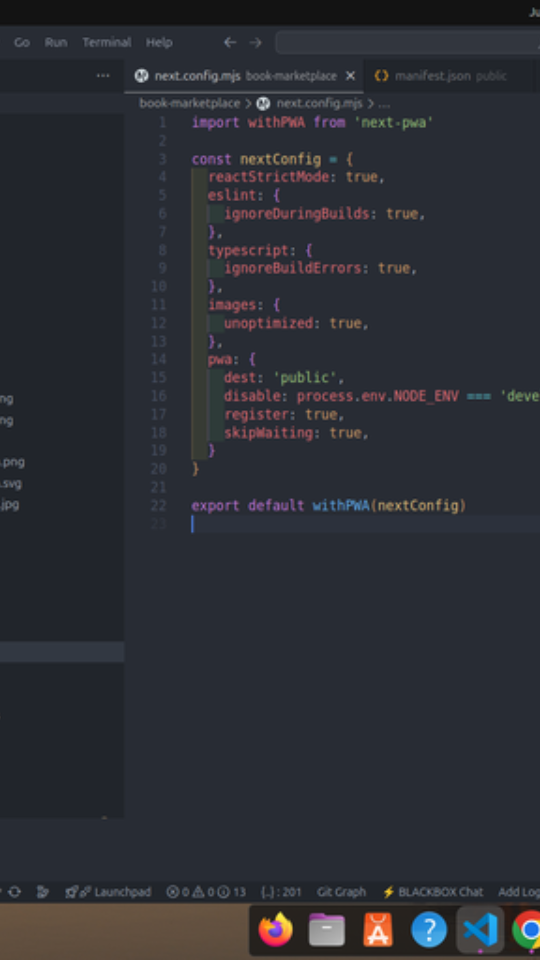 Ju
Go Run Terminal Help
next.config.mjs book-marketplace
manifest.json public
book-marketplace > next.config.mjs > ...
1 import withPWA from 'next-pwa'
2
3 const nextConfig = {
4 reactStrictMode: true,
5 eslint: {
6 ignoreDuringBuilds: true,
7 },
8 typescript: {
9 ignoreBuildErrors: true,
10 },
11 images: {
12 unoptimized: true,
13 },
14 pwa: {
15 dest: 'public',
16 disable: process.env.NODE_ENV === 'deve
17 register: true,
18 skipWaiting: true,
19 }
20 }
21
22 export default withPWA(nextConfig)
23
ng
ng
.png
.svg
.jpg
Launchpad 0 0 13 {..} : 201 Git Graph BLACKBOX Chat Add Log